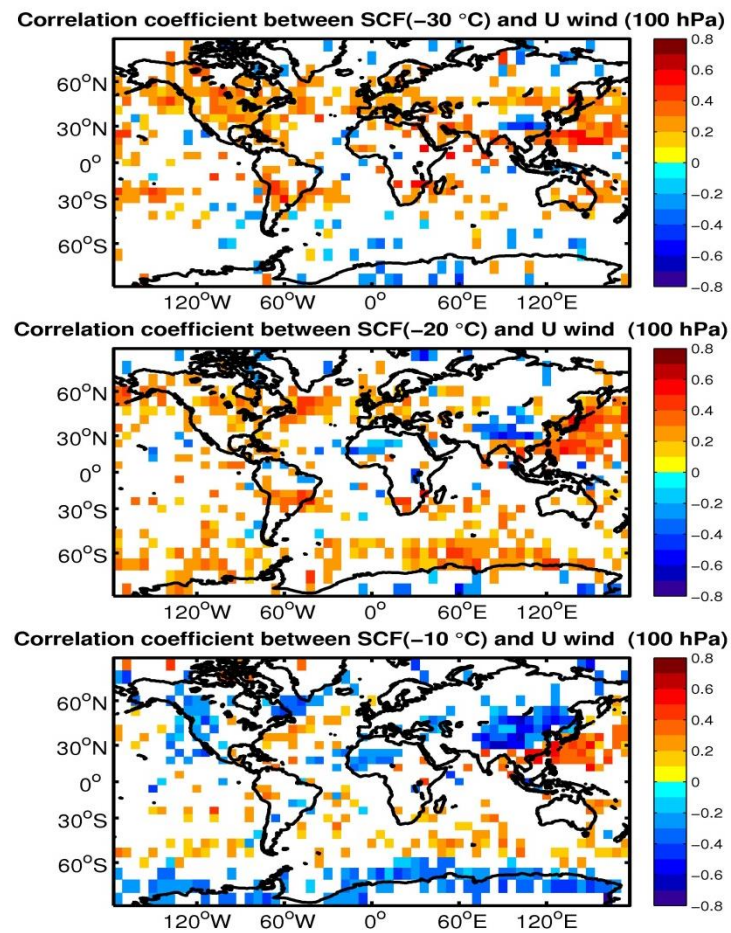 Correlation coefficient between SCF(−30 °C) and U wind (100 hPa)
0.8
60°N
0.6
0.4
30°N
0.2
0°
0
−0.2
30°S
−0.4
60°S
−0.6
−0.8
120°W 60°W 0° 60°E 120°E
Correlation coefficient between SCF(−20 °C) and U wind (100 hPa)
0.8
60°N
0.6
0.4
30°N
0.2
0°
0
−0.2
30°S
−0.4
60°S
−0.6
−0.8
120°W 60°W 0° 60°E 120°E
Correlation coefficient between SCF(−10 °C) and U wind (100 hPa)
0.8
60°N
0.6
0.4
30°N
0.2
0°
0
−0.2
30°S
−0.4
60°S
−0.6
−0.8
120°W 60°W 0° 60°E 120°E